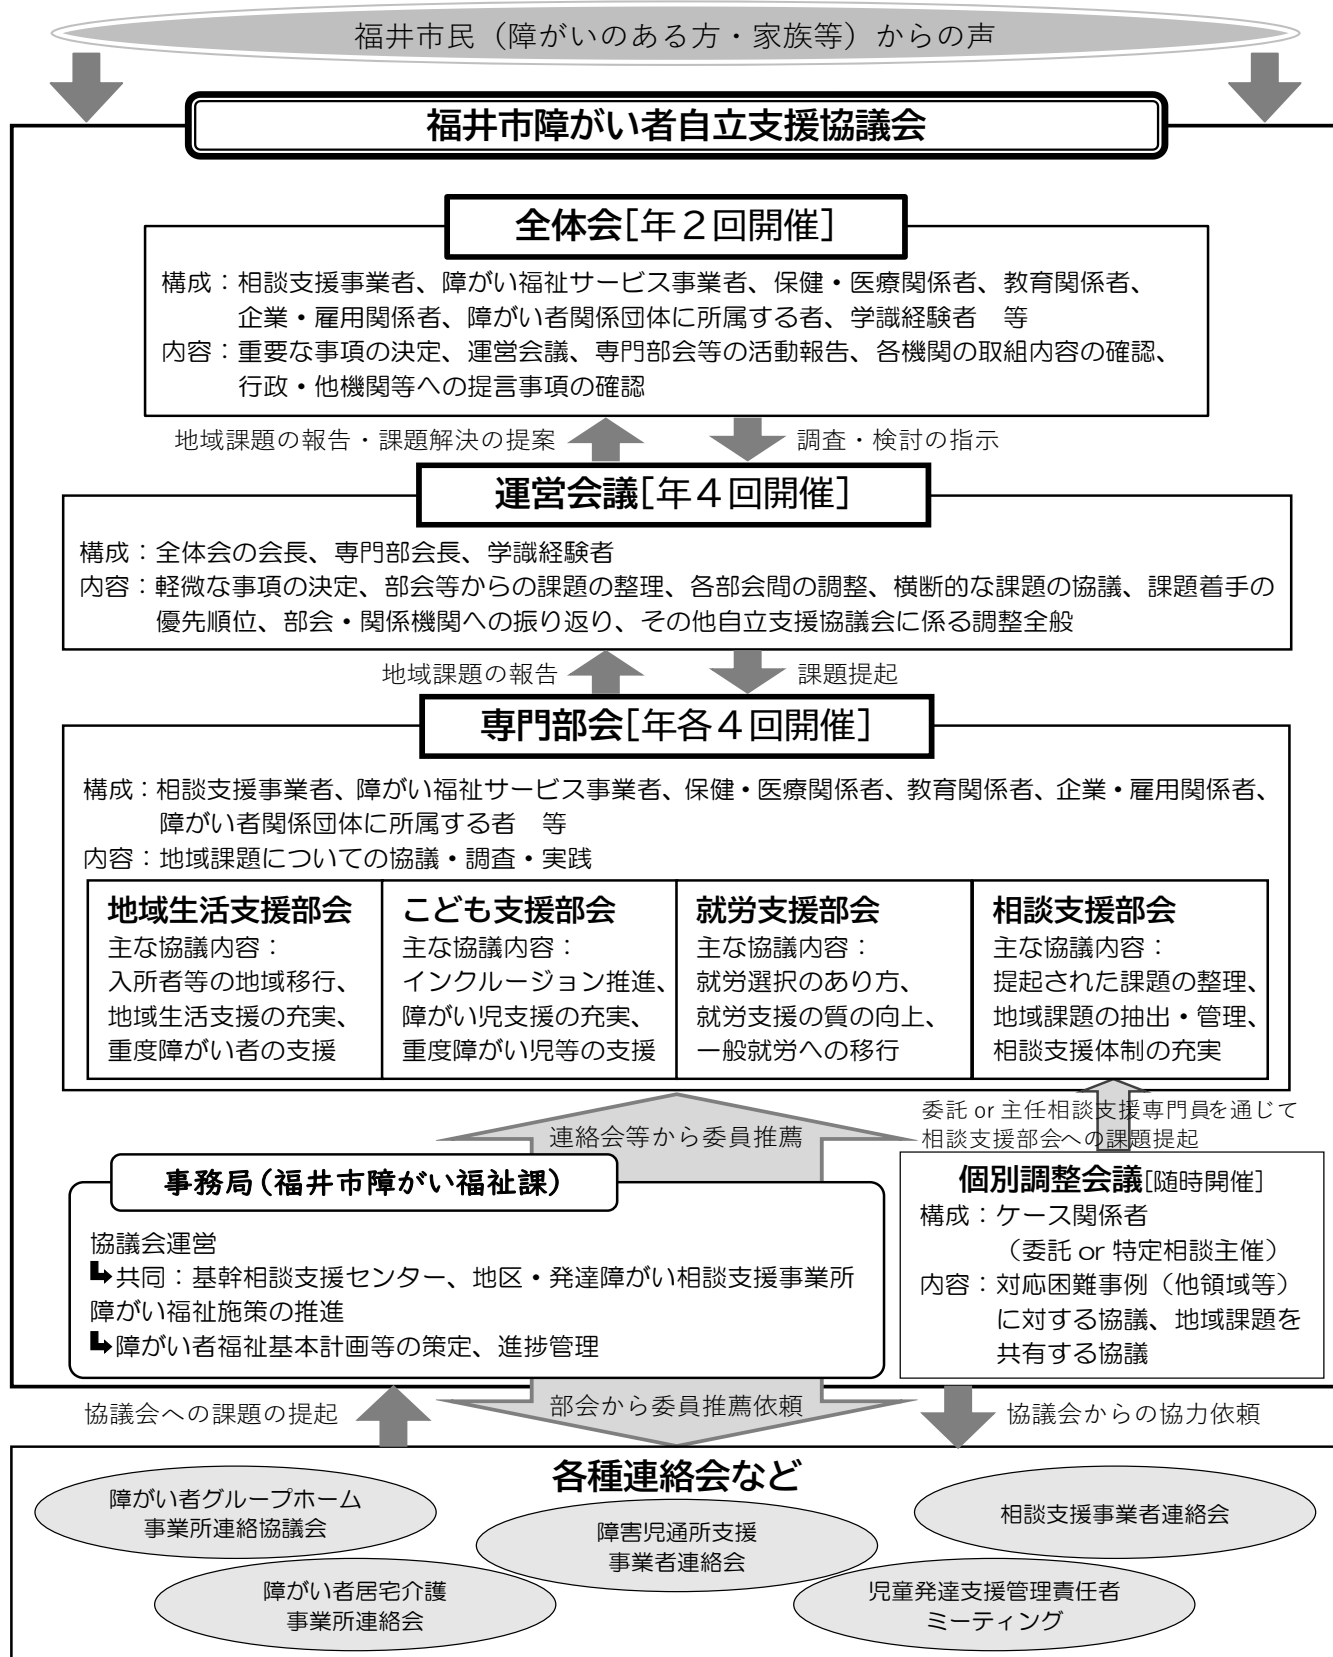 福井市民（障がいのある方・家族等）からの声
福井市障がい者自立支援協議会
全体会[年２回開催]
構成：相談支援事業者、障がい福祉サービス事業者、保健・医療関係者、教育関係者、
企業・雇用関係者、障がい者関係団体に所属する者　等
内容：重要な事項の決定、運営会議、専門部会等の活動報告、各機関の取組内容の確認、
行政・他機関等への提言事項の確認
地域課題の報告・課題解決の提案
調査・検討の指示
運営会議[年４回開催]
構成：全体会の会長、専門部会長、学識経験者
内容：軽微な事項の決定、部会等からの課題の整理、各部会間の調整、横断的な課題の協議、課題着手の
優先順位、部会・関係機関への振り返り、その他自立支援協議会に係る調整全般
地域課題の報告
課題提起
専門部会[年各４回開催]
構成：相談支援事業者、障がい福祉サービス事業者、保健・医療関係者、教育関係者、企業・雇用関係者、
障がい者関係団体に所属する者　等
内容：地域課題についての協議・調査・実践
地域生活支援部会
主な協議内容：
入所者等の地域移行、
地域生活支援の充実、
重度障がい者の支援
こども支援部会
主な協議内容：
インクルージョン推進、
障がい児支援の充実、
重度障がい児等の支援
就労支援部会
主な協議内容：
就労選択のあり方、
就労支援の質の向上、
一般就労への移行
相談支援部会
主な協議内容：
提起された課題の整理、
地域課題の抽出・管理、
相談支援体制の充実
連絡会等から委員推薦
委託 or 主任相談支援専門員を通じて
相談支援部会への課題提起
事務局（福井市障がい福祉課）
協議会運営
┗▶共同：基幹相談支援センター、地区・発達障がい相談支援事業所
障がい福祉施策の推進
┗▶障がい者福祉基本計画等の策定、進捗管理
個別調整会議[随時開催]
構成：ケース関係者
（委託 or 特定相談主催）
内容：対応困難事例（他領域等）
に対する協議、地域課題を
共有する協議
協議会への課題の提起
部会から委員推薦依頼
協議会からの協力依頼
各種連絡会など
障がい者グループホーム
事業所連絡協議会
障害児通所支援
事業者連絡会
相談支援事業者連絡会
障がい者居宅介護
事業所連絡会
児童発達支援管理責任者
ミーティング